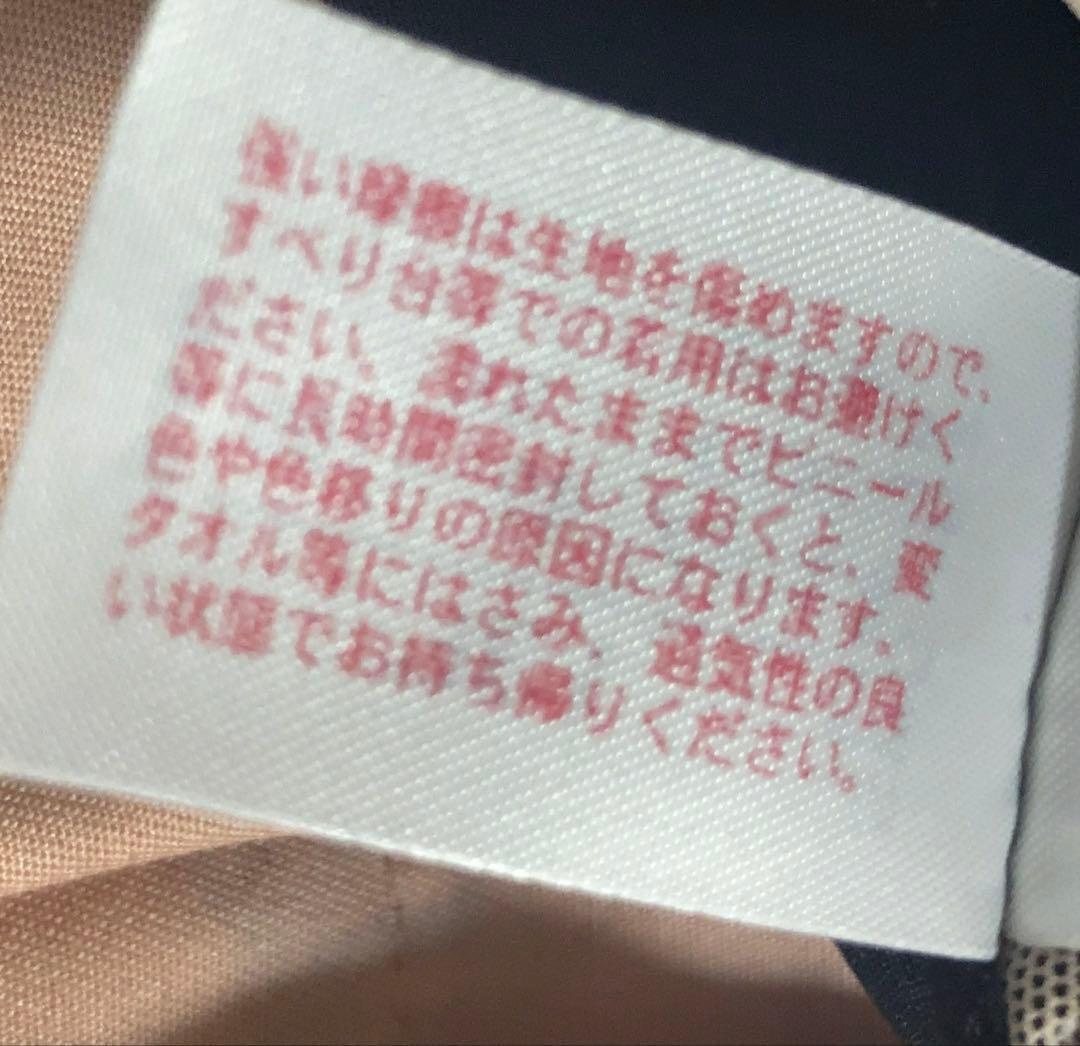 強い摩擦は生地を傷めますので、
すべり台等での着用はお避けく
ださい、濡れたままでビニール
等に長時間密封しておくと、変
色や色移りの原因になります、
タオル等にはさみ、通気性の良
い状態でお持ち帰りください。